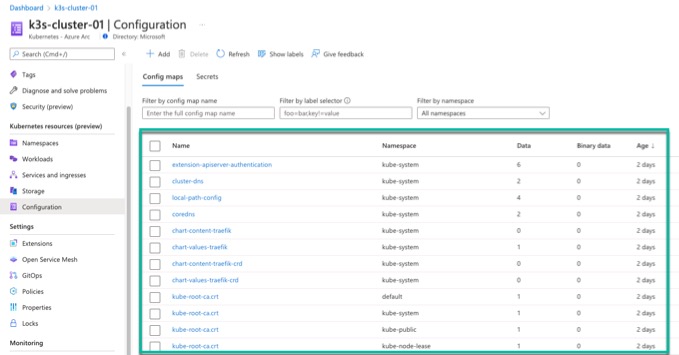 Dashboard > k3s-cluster-01
k3s-cluster-01 | Configuration ...
Kubernetes - Azure Arc Directory: Microsoft
Search (Cmd+/) «
+ Add Delete Refresh Show labels Give feedback
Tags
Diagnose and solve problems
Security (preview)
Kubernetes resources (preview)
Namespaces
Workloads
Services and ingresses
Storage
Configuration
Settings
Extensions
Open Service Mesh
GitOps
Policies
Properties
Locks
Monitoring
Config maps Secrets
Filter by config map name Filter by label selector Filter by namespace
Enter the full config map name foo=bar,key!=value All namespaces
Name Namespace Data Binary data Age ↓
extension-apiserver-authentication kube-system 6 0 2 days
cluster-dns kube-system 2 0 2 days
local-path-config kube-system 4 0 2 days
coredns kube-system 2 0 2 days
chart-content-traefik kube-system 0 0 2 days
chart-values-traefik kube-system 1 0 2 days
chart-content-traefik-crd kube-system 0 0 2 days
chart-values-traefik-crd kube-system 0 0 2 days
kube-root-ca.crt default 1 0 2 days
kube-root-ca.crt kube-system 1 0 2 days
kube-root-ca.crt kube-public 1 0 2 days
kube-root-ca.crt kube-node-lease 1 0 2 days